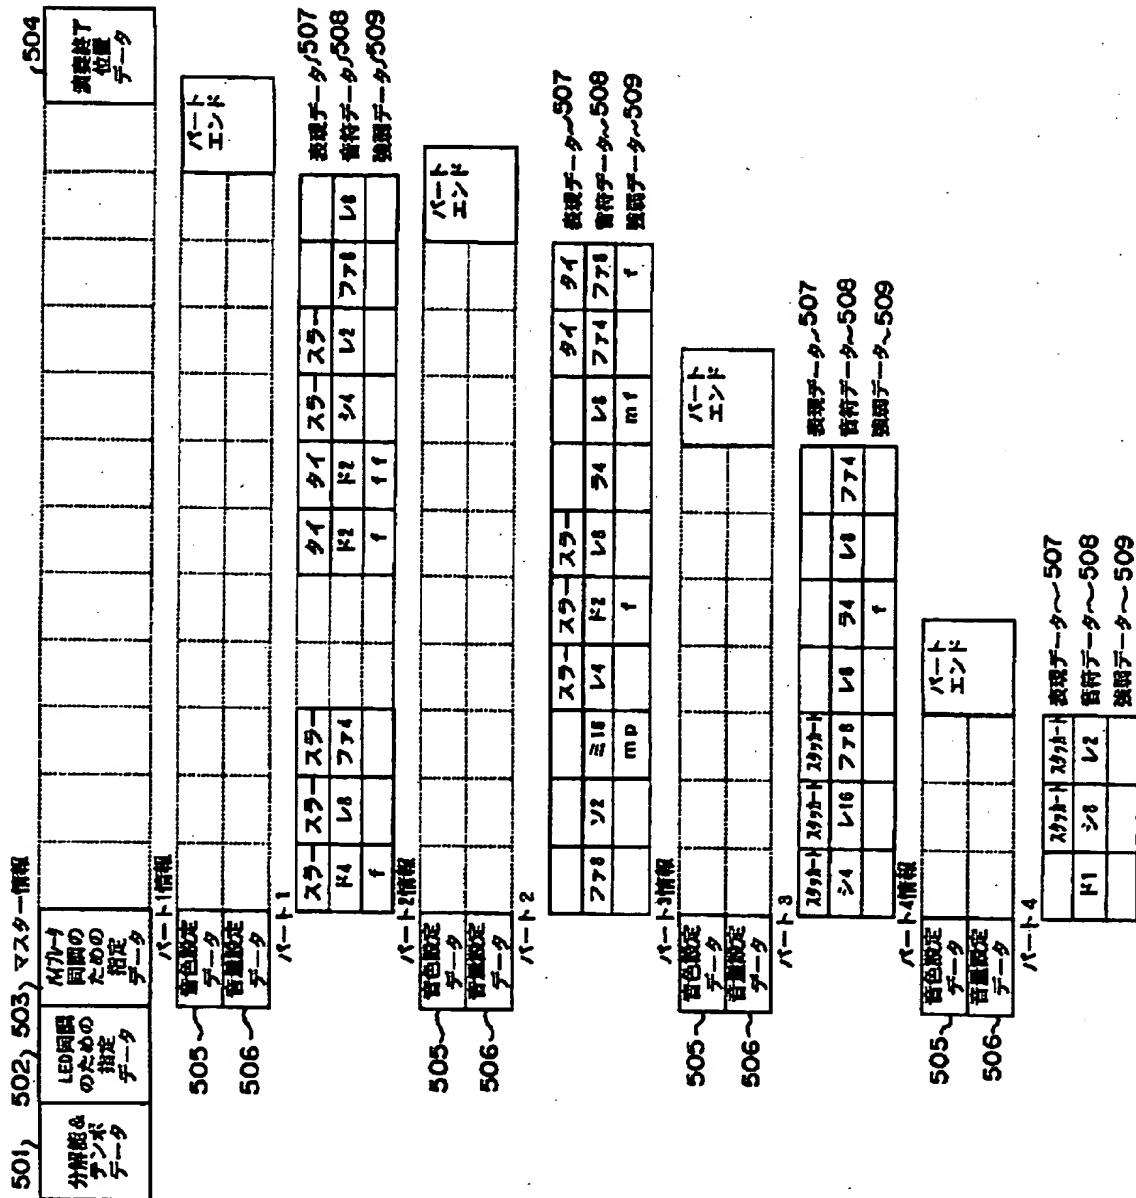 501 502 503 マスター情報 504
分解能&
テンポ
データ
LED同調
のための
指定
データ
バイブレータ
同調の
ための
指定
データ
演奏終了
位置
データ
パート1情報
505
音色設定
データ
506
音量設定
データ
パート
エンド
パート1
スラー スラー スラー タイ タイ スラー スラー 表現データ 507
ド4 レ8 ファ4 ド2 ド2 シ4 レ2 ファ8 レ8 音符データ 508
f f ff 強弱データ 509
パート2情報
505
音色設定
データ
506
音量設定
データ
パート
エンド
パート2
スラー スラー スラー タイ タイ 表現データ~507
ファ8 ソ2 ミ16 レ4 ド2 レ8 ラ4 レ8 ファ4 ファ8 音符データ~508
mp f mf f 強弱データ~509
パート3情報
505
音色設定
データ
506
音量設定
データ
パート
エンド
パート3
スタッカート スタッカート スタッカート 表現データ~507
シ4 レ16 ファ8 レ8 ラ4 レ8 ファ4 音符データ~508
f 強弱データ~509
パート4情報
505
音色設定
データ
506
音量設定
データ
パート
エンド
パート4
スタッカート スタッカート 表現データ~507
ド1 シ8 レ2 音符データ~508
強弱データ~509